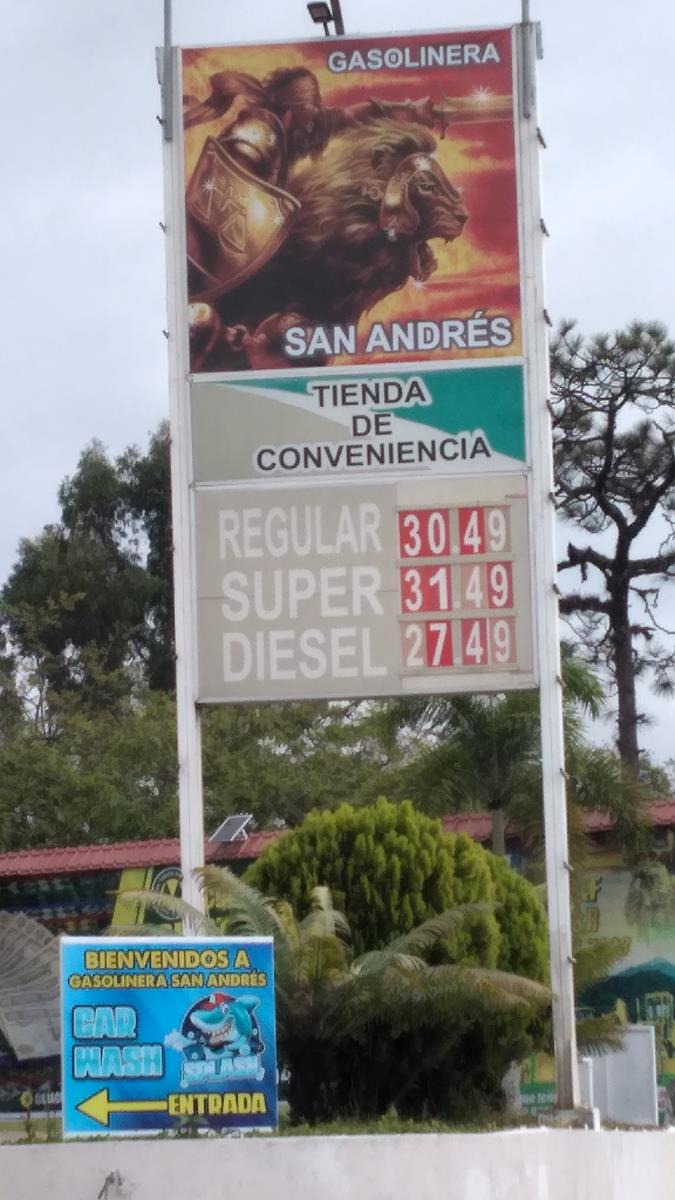 GASOLINERA
SAN ANDRÉS
TIENDA
DE
CONVENIENCIA
REGULAR 30.49
SUPER 31.49
DIESEL 27.49
BIENVENIDOS A
GASOLINERA SAN ANDRÉS
CAR
WASH
SPLASH
ENTRADA